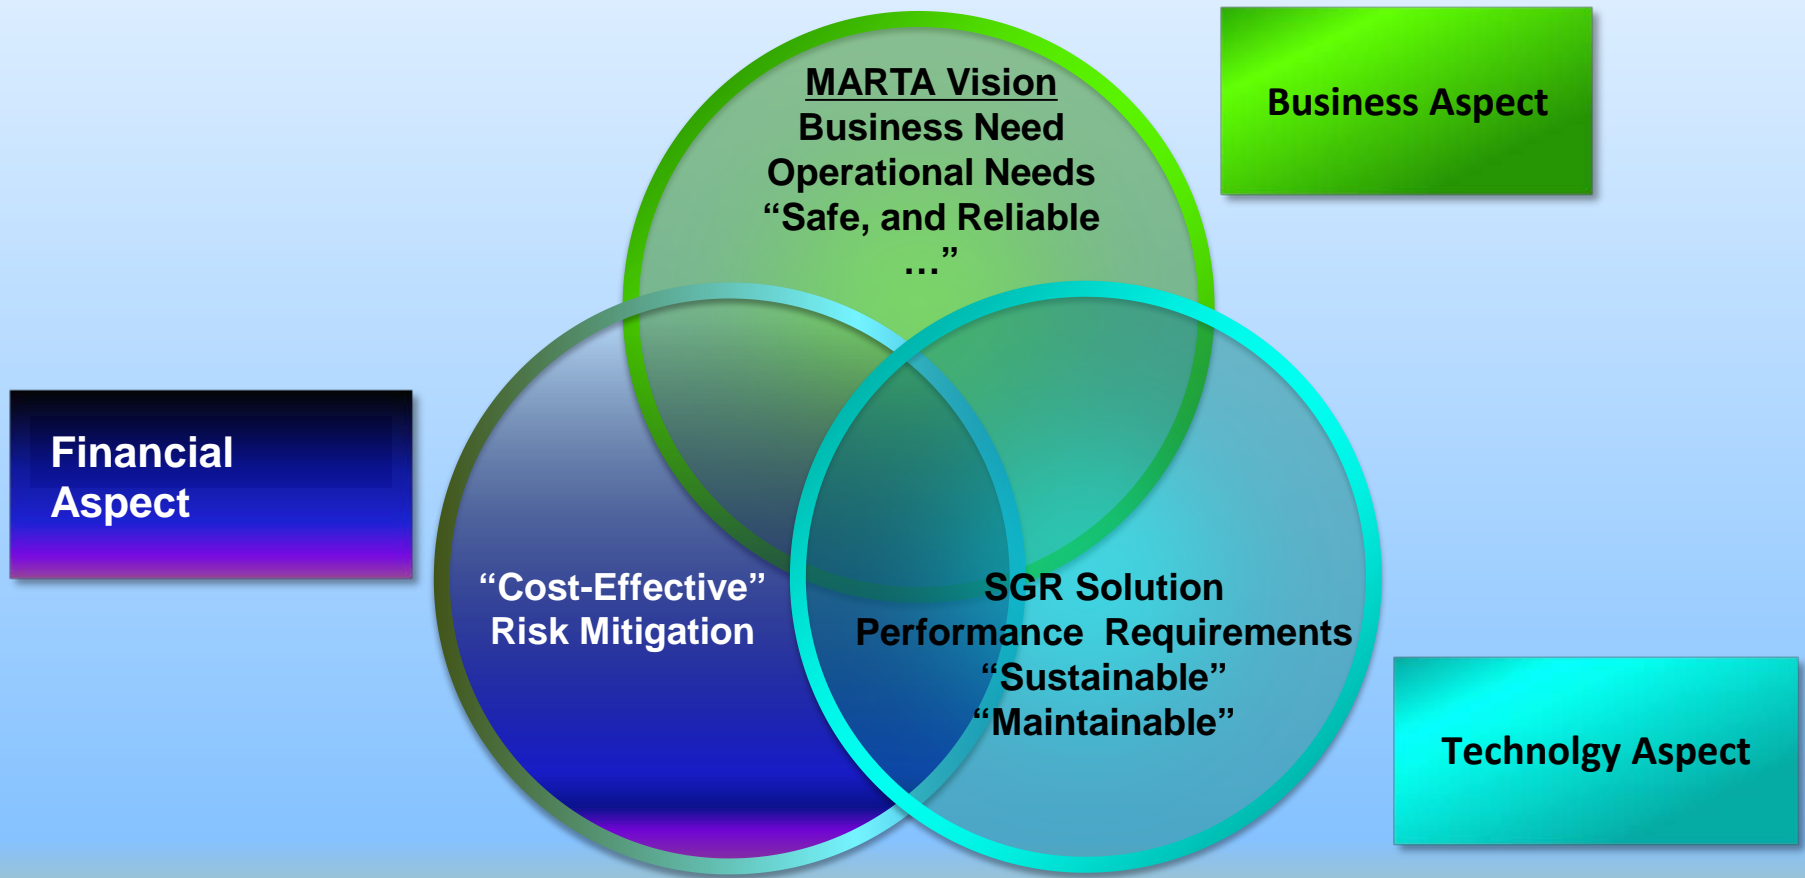 MARTA Vision
Business Need
Operational Needs
“Safe, and Reliable
…”
Business Aspect
Financial
Aspect
“Cost-Effective”
Risk Mitigation
SGR Solution
Performance  Requirements
“Sustainable”
“Maintainable”
Technolgy Aspect